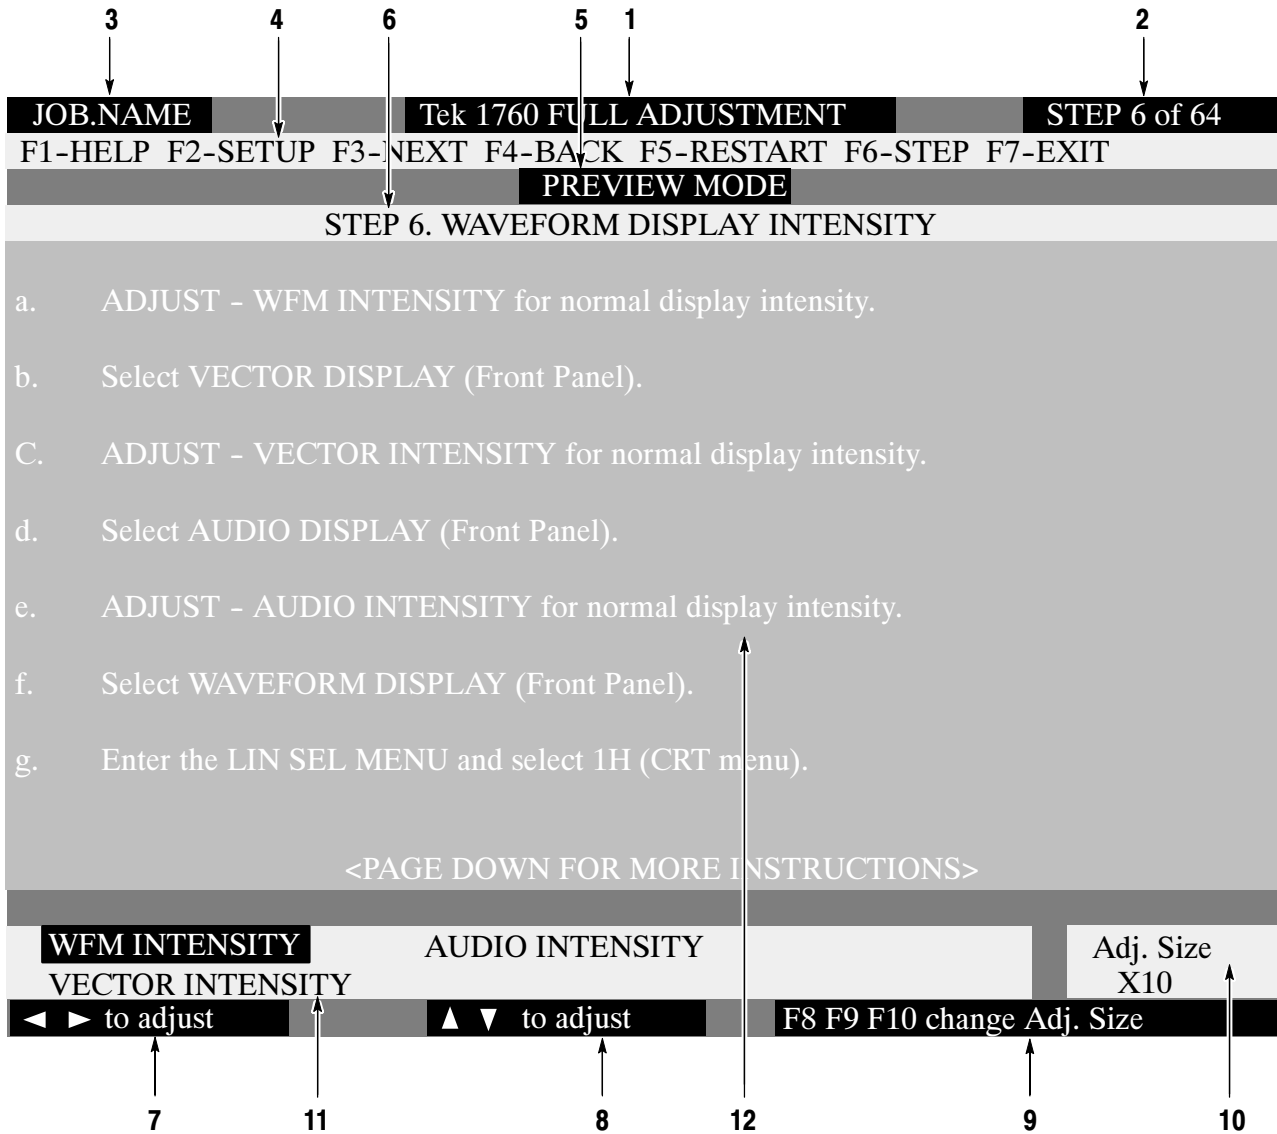 3 4 6 5 1 2
JOB.NAME Tek 1760 FULL ADJUSTMENT STEP 6 of 64
F1-HELP F2-SETUP F3-NEXT F4-BACK F5-RESTART F6-STEP F7-EXIT
PREVIEW MODE
STEP 6. WAVEFORM DISPLAY INTENSITY
a. ADJUST - WFM INTENSITY for normal display intensity.
b. Select VECTOR DISPLAY (Front Panel).
C. ADJUST - VECTOR INTENSITY for normal display intensity.
d. Select AUDIO DISPLAY (Front Panel).
e. ADJUST - AUDIO INTENSITY for normal display intensity.
f. Select WAVEFORM DISPLAY (Front Panel).
g. Enter the LIN SEL MENU and select 1H (CRT menu).
<PAGE DOWN FOR MORE INSTRUCTIONS>
WFM INTENSITY AUDIO INTENSITY Adj. Size
VECTOR INTENSITY X10
◄ ► to adjust ▲ ▼ to adjust F8 F9 F10 change Adj. Size
7 11 8 12 9 10